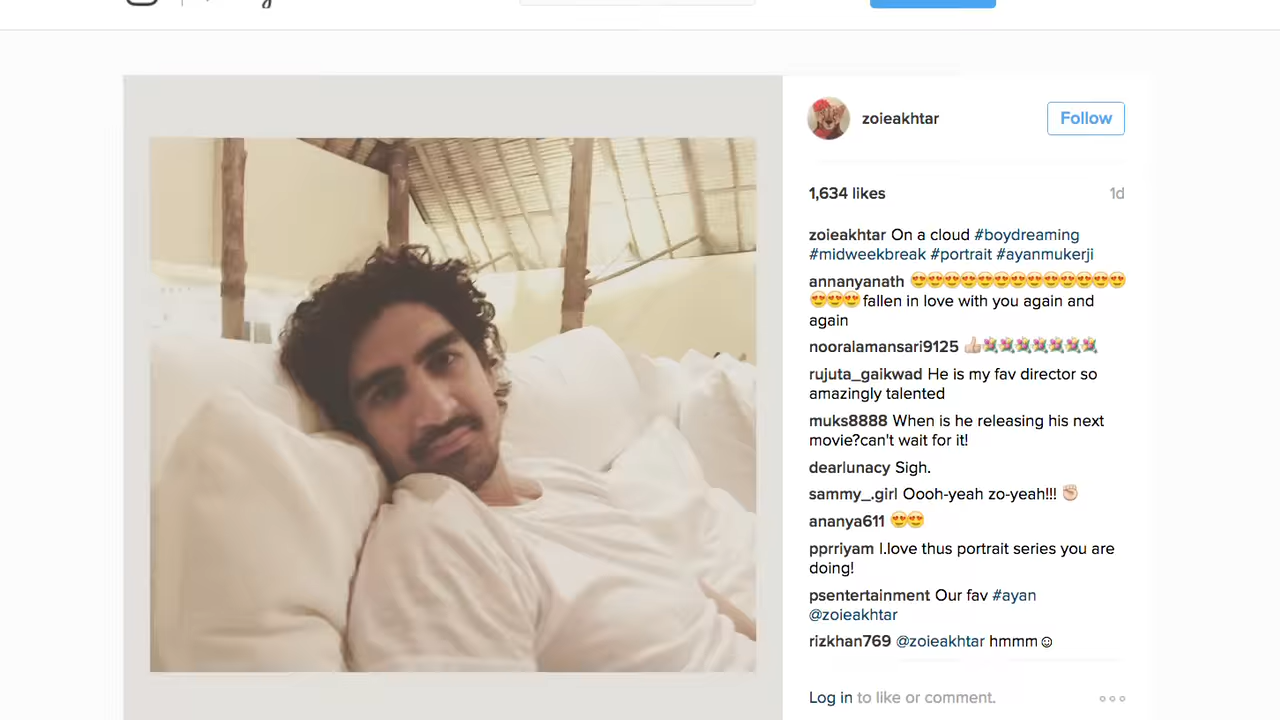 zoieakhtar
Follow
1,634 likes
1d
zoieakhtar On a cloud #boydreaming
#midweekbreak #portrait #ayanmukerji
annanyanath 😍😍😍😍😍😍😍😍😍😍😍😍😍
😍😍😍 fallen in love with you again and
again
nooralamansari9125 👍🏼💐💐💐💐💐💐💐
rujuta_gaikwad He is my fav director so
amazingly talented
muks8888 When is he releasing his next
movie?can't wait for it!
dearlunacy Sigh.
sammy_.girl Oooh-yeah zo-yeah!!! ✊🏼
ananya611 😍😍
pprriyam I.love thus portrait series you are
doing!
psentertainment Our fav #ayan
@zoieakhtar
rizkhan769 @zoieakhtar hmmm☺
Log in to like or comment.